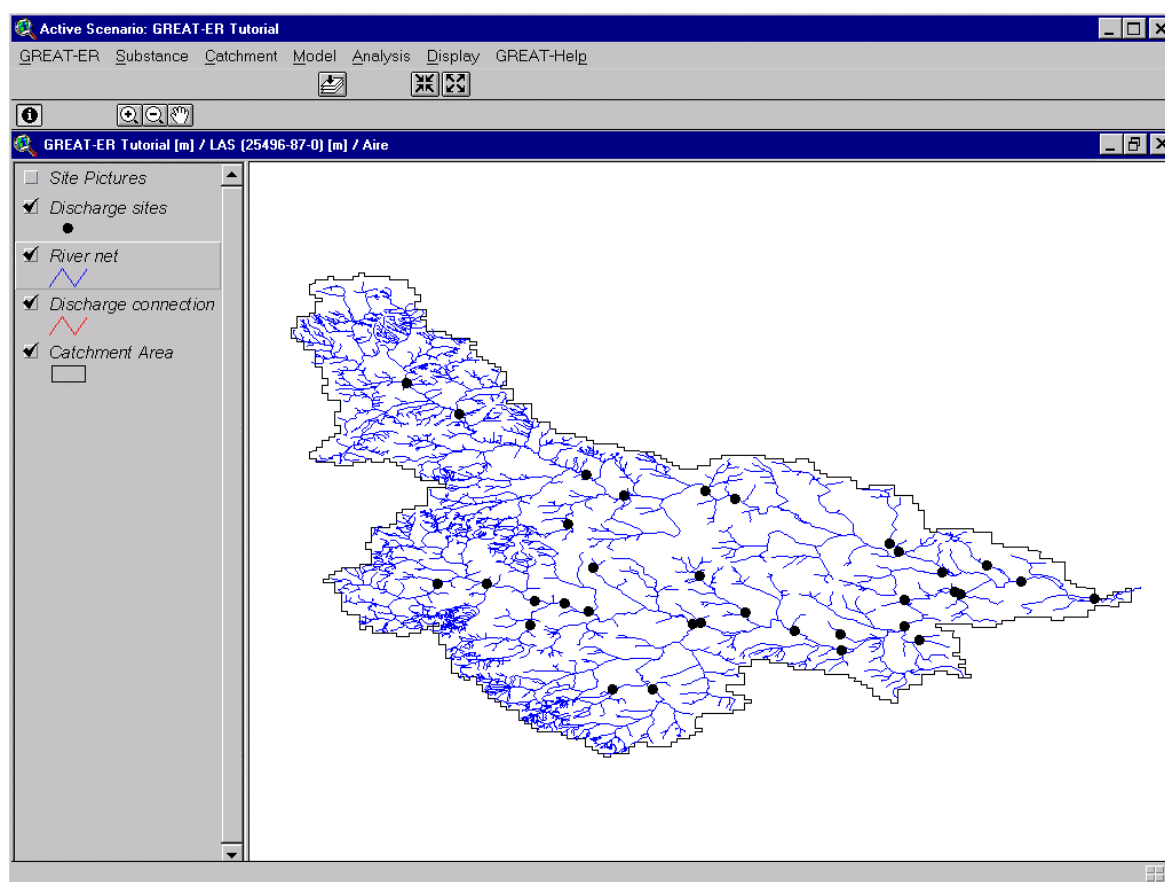 Active Scenario: GREAT-ER Tutorial
GREAT-ER Substance Catchment Model Analysis Display GREAT-Help
GREAT-ER Tutorial [m] / LAS (25496-87-0) [m] / Aire
Site Pictures
Discharge sites
River net
Discharge connection
Catchment Area